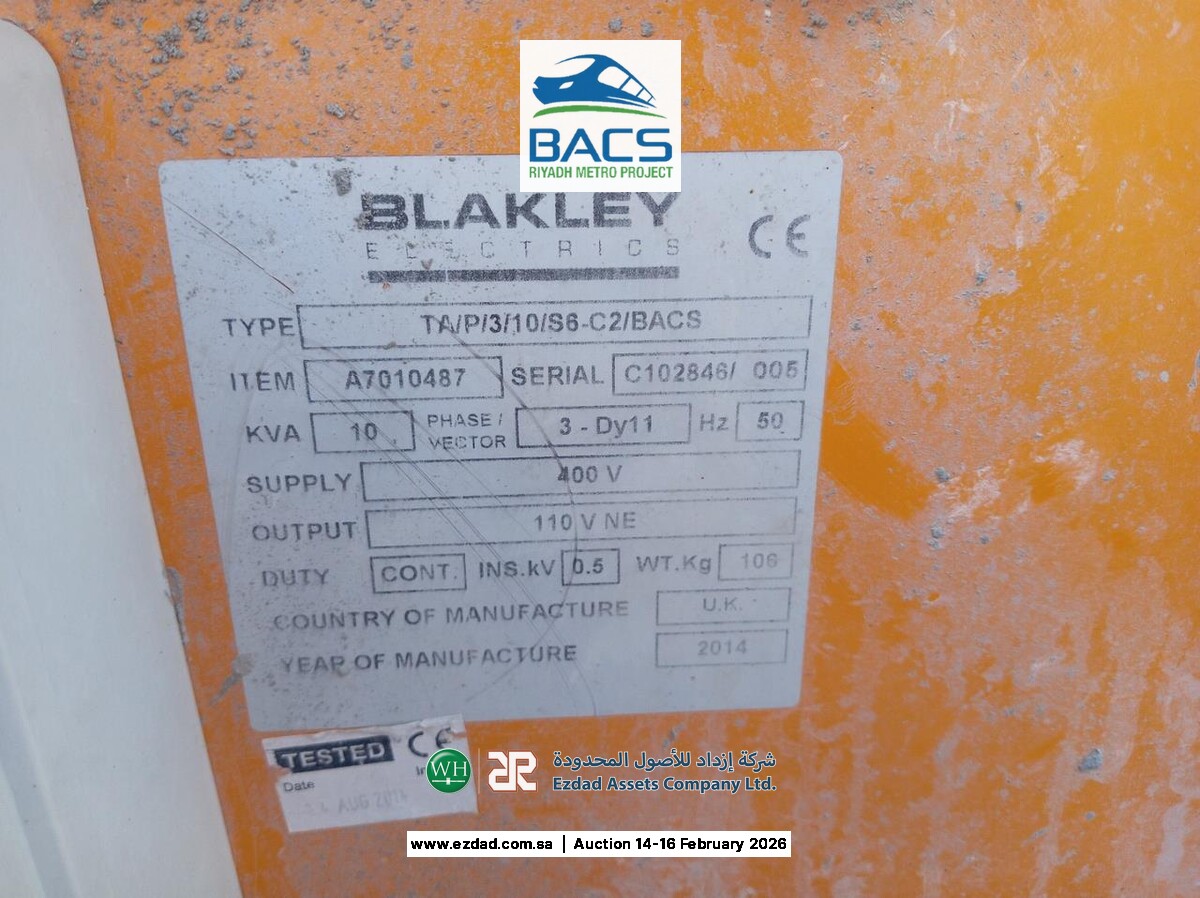 BACS
RIYADH METRO PROJECT
BLAKLEY
ELECTRICS
CE
TYPE TA/P/3/10/S6-C2/BACS
ITEM A7010487 SERIAL C102846/ 005
KVA 10 PHASE / VECTOR 3 - Dy11 Hz 50
SUPPLY 400 V
OUTPUT 110 V NE
DUTY CONT. INS.kV 0.5 WT.Kg 106
COUNTRY OF MANUFACTURE U.K.
YEAR OF MANUFACTURE 2014
TESTED CE
Date
AUG 2014
WH
شركة إزداد للأصول المحدودة
Ezdad Assets Company Ltd.
www.ezdad.com.sa | Auction 14-16 February 2026